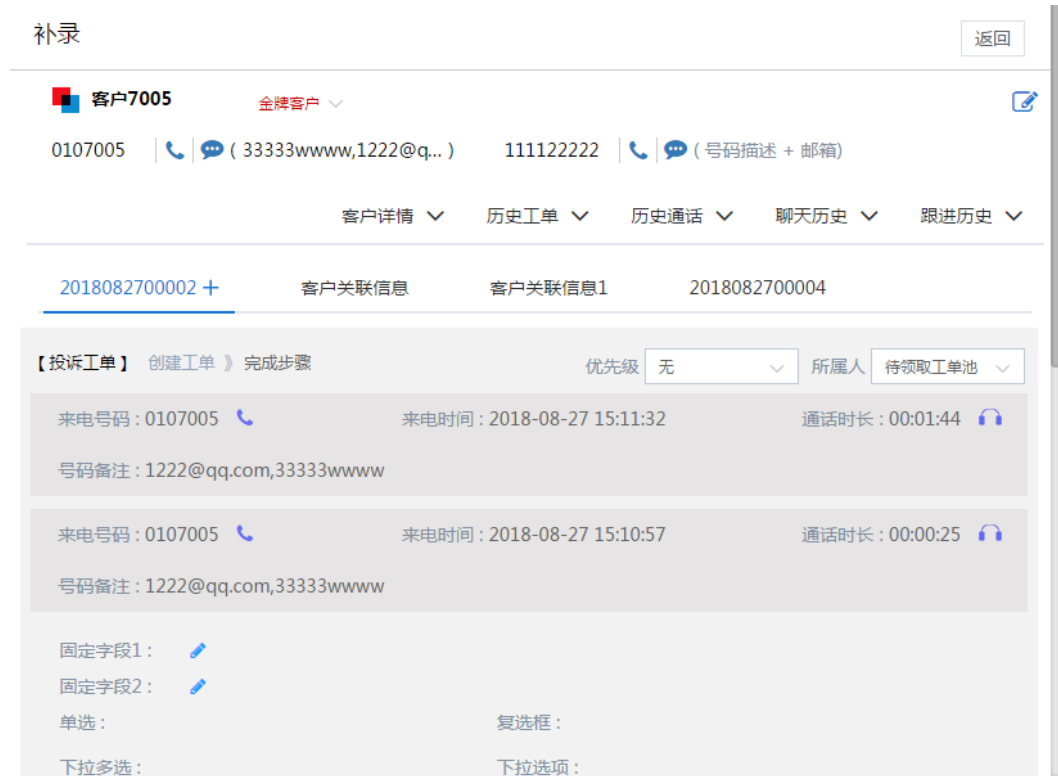 补录 返回
客户7005 金牌客户
0107005 ( 33333wwww,1222@q... ) 111122222 ( 号码描述 + 邮箱)
客户详情 历史工单 历史通话 聊天历史 跟进历史
2018082700002 + 客户关联信息 客户关联信息1 2018082700004
【投诉工单】 创建工单 》 完成步骤 优先级 无 所属人 待领取工单池
来电号码 : 0107005 来电时间 : 2018-08-27 15:11:32 通话时长 : 00:01:44
号码备注 : 1222@qq.com,33333wwww
来电号码 : 0107005 来电时间 : 2018-08-27 15:10:57 通话时长 : 00:00:25
号码备注 : 1222@qq.com,33333wwww
固定字段1 :
固定字段2 :
单选 : 复选框 :
下拉多选 : 下拉选项 :